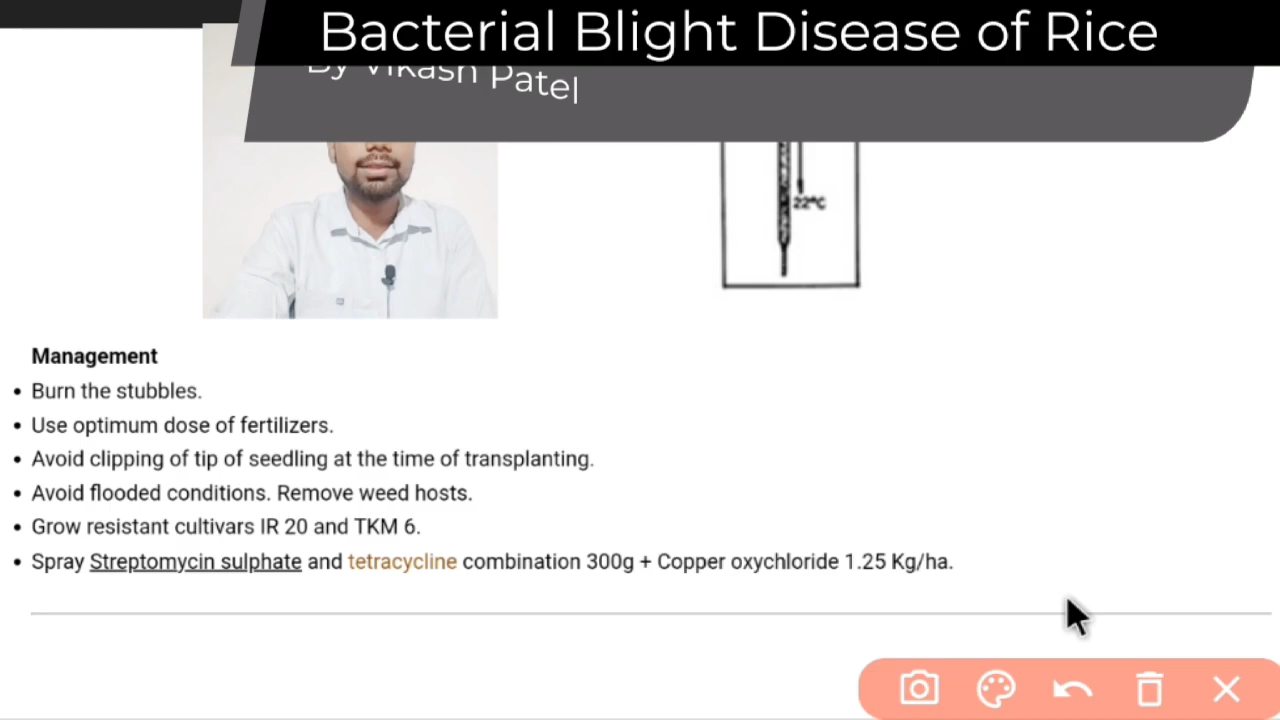 Bacterial Blight Disease of Rice
By Vikash Patel
22°C
Management
• Burn the stubbles.
• Use optimum dose of fertilizers.
• Avoid clipping of tip of seedling at the time of transplanting.
• Avoid flooded conditions. Remove weed hosts.
• Grow resistant cultivars IR 20 and TKM 6.
• Spray Streptomycin sulphate and tetracycline combination 300g + Copper oxychloride 1.25 Kg/ha.